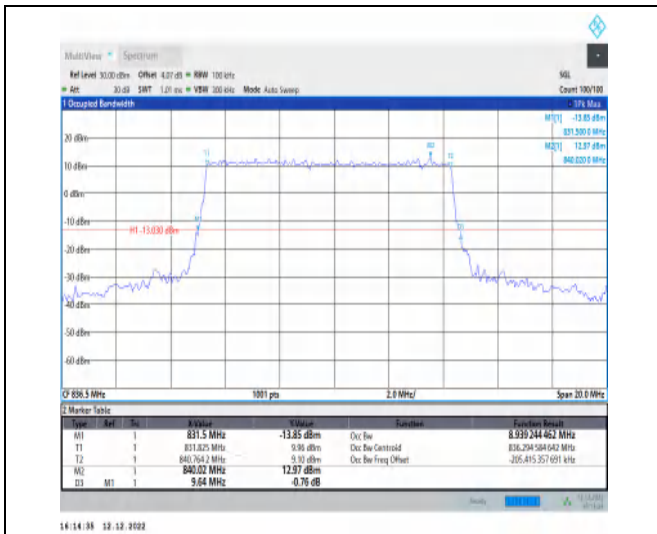 MultiView Spectrum
Ref Level 30.00 dBm Offset 4.07 dB RBW 100 kHz SGL
Att 30 dB SWT 1.01 ms VBW 300 kHz Mode Auto Sweep Count 100/100
1 Occupied Bandwidth 1Pk Max
M1[1] -13.85 dBm
831.500 0 MHz
M2[1] 12.97 dBm
840.020 0 MHz
20 dBm
M2
T1 T2
10 dBm
0 dBm
-10 dBm
M1
H1 -13.030 dBm
D3
-20 dBm
-30 dBm
-40 dBm
-50 dBm
-60 dBm
CF 836.5 MHz 1001 pts 2.0 MHz/ Span 20.0 MHz
2 Marker Table
Type Ref Trc X-Value Y-Value Function Function Result
M1 1 831.5 MHz -13.85 dBm Occ Bw 8.939 244 462 MHz
T1 1 831.825 MHz 9.96 dBm Occ Bw Centroid 836.294 584 642 MHz
T2 1 840.764 2 MHz 9.10 dBm Occ Bw Freq Offset -205.415 357 691 kHz
M2 1 840.02 MHz 12.97 dBm
D3 M1 1 9.64 MHz -0.76 dB
Ready
16:14:35 12.12.2022